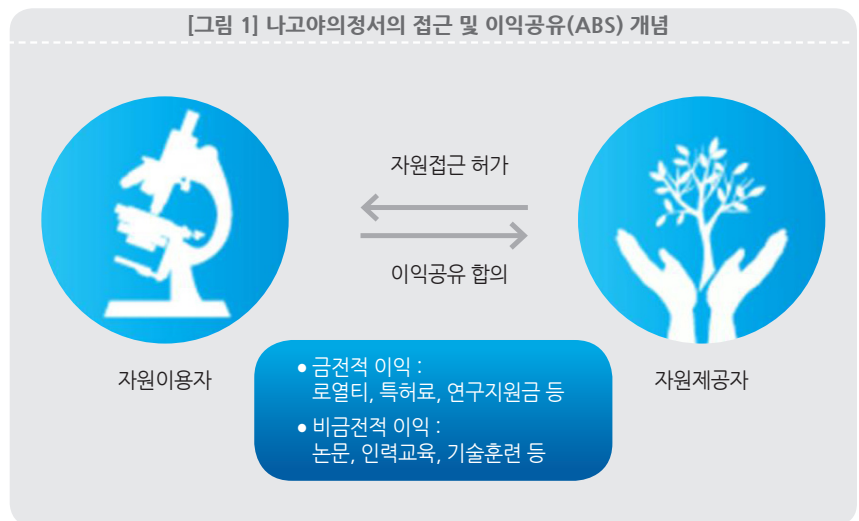 [그림 1] 나고야의정서의 접근 및 이익공유(ABS) 개념
자원접근 허가
이익공유 합의
자원이용자
자원제공자
● 금전적 이익 :
로열티, 특허료, 연구지원금 등
● 비금전적 이익 :
논문, 인력교육, 기술훈련 등